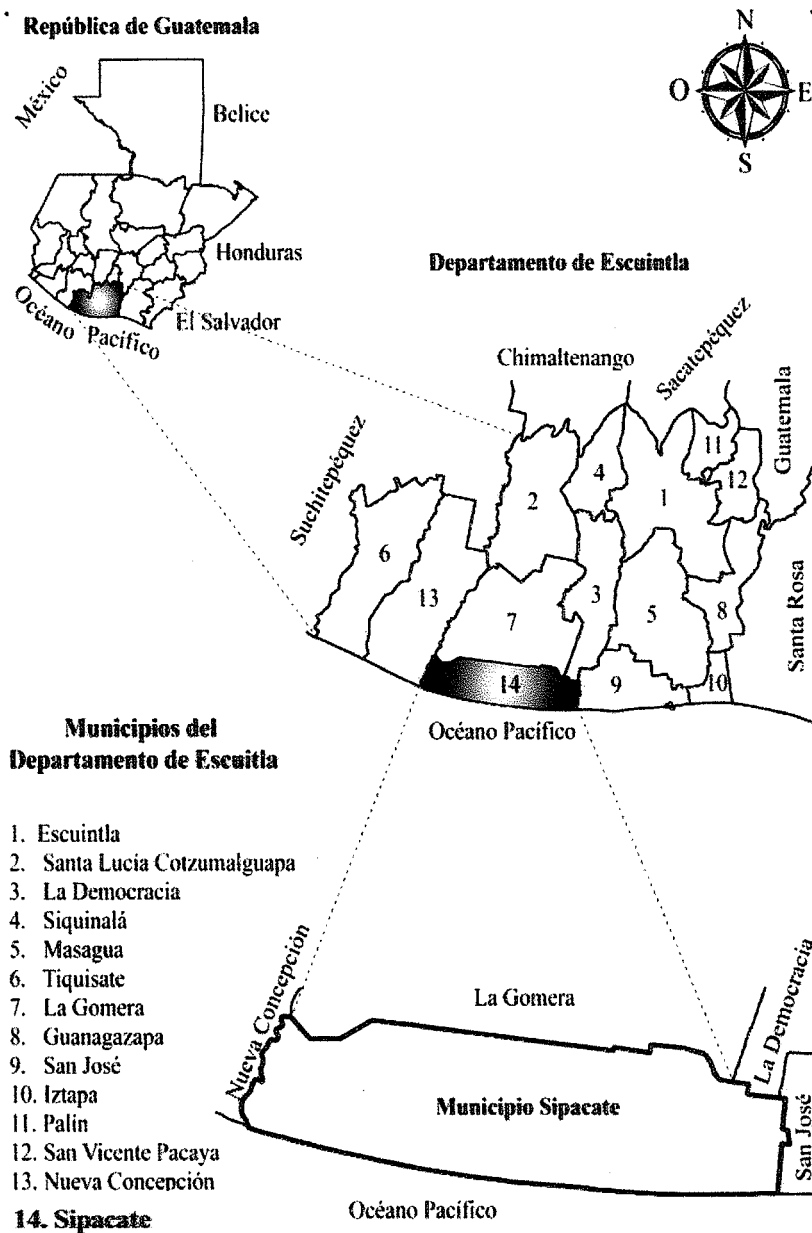 República de Guatemala
N
O
E
S
México
Belice
Honduras
El Salvador
Océano Pacífico
Departamento de Escuintla
Chimaltenango
Sacatepéquez
Guatemala
Suchitepéquez
Santa Rosa
11
12
4
2
1
6
13
7
3
5
8
14
9
10
Océano Pacífico
Municipios del
Departamento de Escuitla
1. Escuintla
2. Santa Lucía Cotzumalguapa
3. La Democracia
4. Siquinalá
5. Masagua
6. Tiquisate
7. La Gomera
8. Guanagazapa
9. San José
10. Iztapa
11. Palín
12. San Vicente Pacaya
13. Nueva Concepción
14. Sipacate
Nueva Concepción
La Gomera
La Democracia
Municipio Sipacate
San José
Océano Pacífico